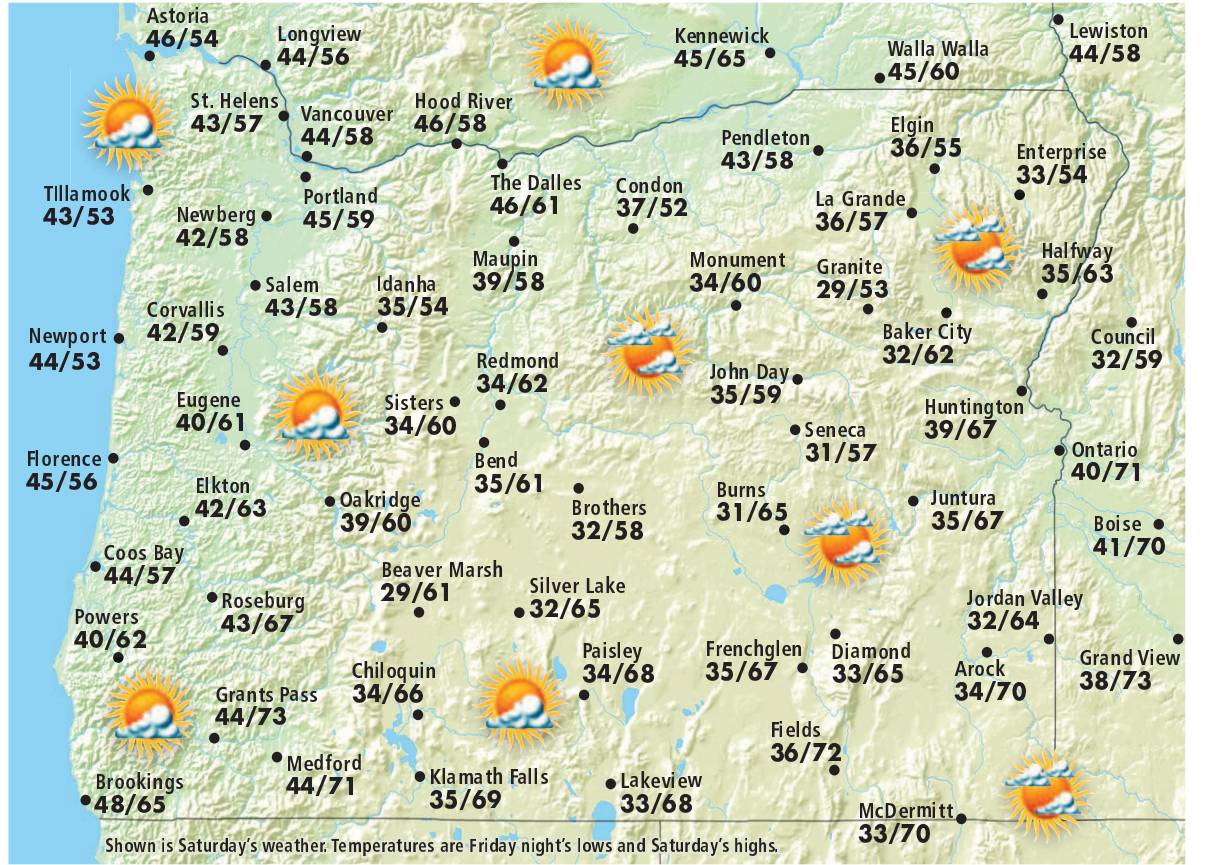 Astoria
46/54
Longview
44/56
Kennewick
45/65
Walla Walla
45/60
Lewiston
44/58
St. Helens
43/57
Vancouver
44/58
Hood River
46/58
Pendleton
43/58
Elgin
36/55
Enterprise
33/54
TIllamook
43/53
Newberg
42/58
Portland
45/59
The Dalles
46/61
Condon
37/52
La Grande
36/57
Maupin
39/58
Monument
34/60
Granite
29/53
Halfway
35/63
Salem
43/58
Idanha
35/54
Corvallis
42/59
Newport
44/53
Baker City
32/62
Council
32/59
Redmond
34/62
John Day
35/59
Eugene
40/61
Sisters
34/60
Huntington
39/67
Seneca
31/57
Florence
45/56
Bend
35/61
Ontario
40/71
Elkton
42/63
Oakridge
39/60
Brothers
32/58
Burns
31/65
Juntura
35/67
Boise
41/70
Coos Bay
44/57
Beaver Marsh
29/61
Silver Lake
32/65
Roseburg
43/67
Jordan Valley
32/64
Powers
40/62
Paisley
34/68
Frenchglen
35/67
Diamond
33/65
Arock
34/70
Grand View
38/73
Chiloquin
34/66
Grants Pass
44/73
Fields
36/72
Medford
44/71
Klamath Falls
35/69
Lakeview
33/68
Brookings
48/65
McDermitt
33/70
Shown is Saturday's weather. Temperatures are Friday night's lows and Saturday's highs.